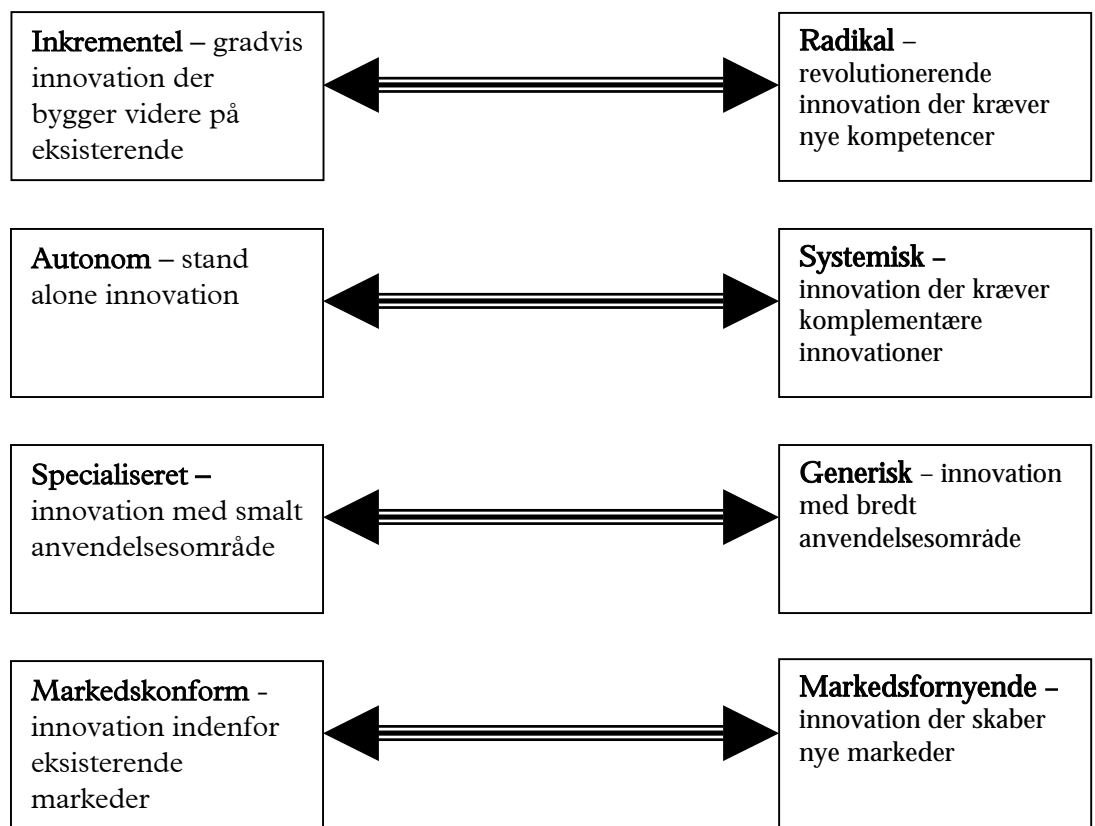 Inkrementel – gradvis
innovation der
bygger videre på
eksisterende
Radikal –
revolutionerende
innovation der kræver
nye kompetencer
Autonom – stand
alone innovation
Systemisk –
innovation der kræver
komplementære
innovationer
Specialiseret –
innovation med smalt
anvendelsesområde
Generisk – innovation
med bredt
anvendelsesområde
Markedskonform -
innovation indenfor
eksisterende
markeder
Markedsfornyende –
innovation der skaber
nye markeder